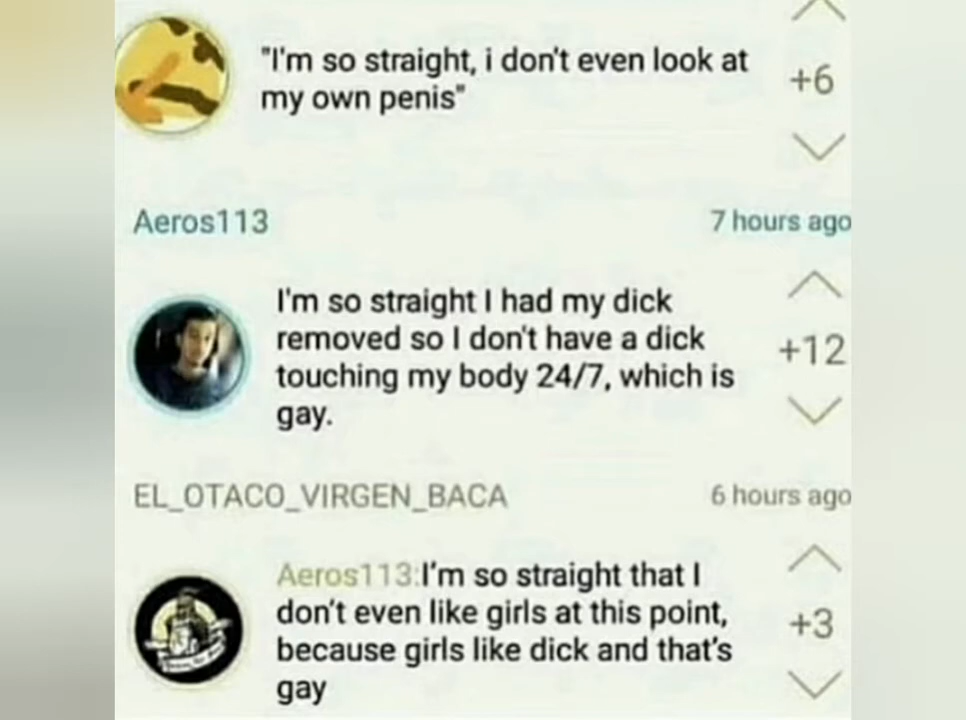 "I'm so straight, i don't even look at
my own penis"
+6
Aeros113
7 hours ago
I'm so straight I had my dick
removed so I don't have a dick
touching my body 24/7, which is
gay.
+12
EL_OTACO_VIRGEN_BACA
6 hours ago
Aeros113:I'm so straight that I
don't even like girls at this point,
because girls like dick and that's
gay
+3